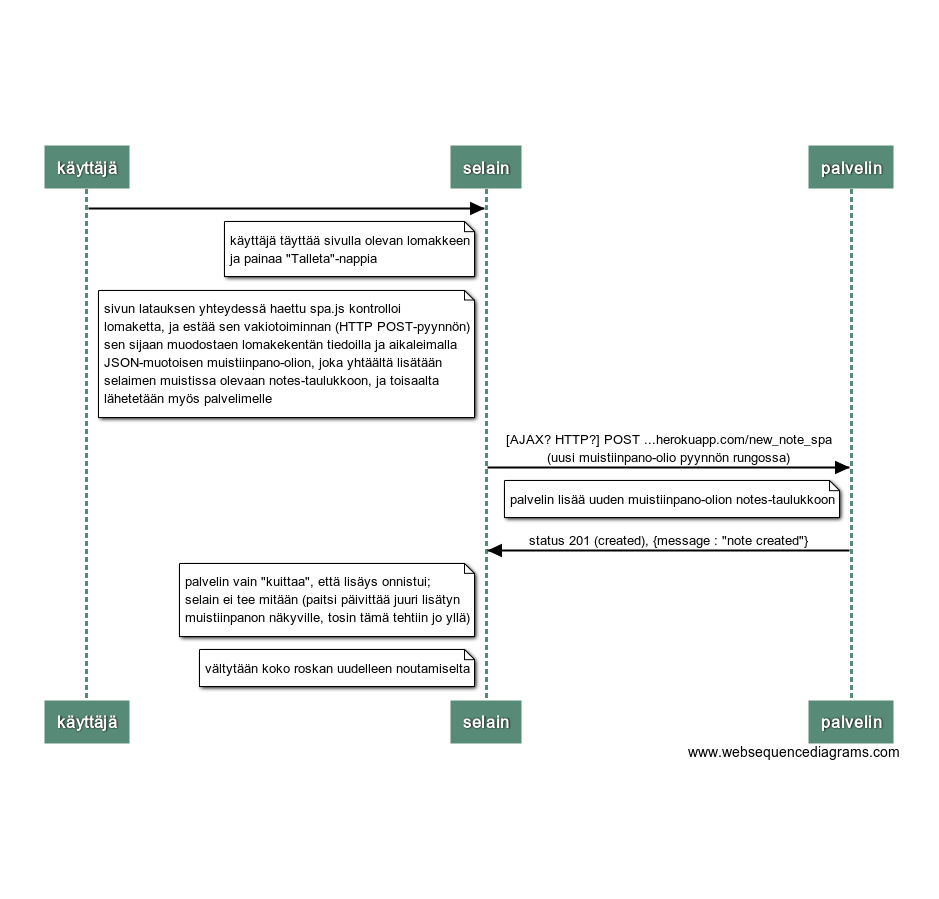 käyttäjä
selain
palvelin
käyttäjä täyttää sivulla olevan lomakkeen
ja painaa "Talleta"-nappia
sivun latauksen yhteydessä haettu spa.js kontrolloi
lomaketta, ja estää sen vakiotoiminnan (HTTP POST-pyynnön)
sen sijaan muodostaen lomakekentän tiedoilla ja aikaleimalla
JSON-muotoisen muistiinpano-olion, joka yhtäältä lisätään
selaimen muistissa olevaan notes-taulukkoon, ja toisaalta
lähetetään myös palvelimelle
[AJAX? HTTP?] POST ...herokuapp.com/new_note_spa
(uusi muistiinpano-olio pyynnön rungossa)
palvelin lisää uuden muistiinpano-olion notes-taulukkoon
status 201 (created), {message : "note created"}
palvelin vain "kuittaa", että lisäys onnistui;
selain ei tee mitään (paitsi päivittää juuri lisätyn
muistiinpanon näkyville, tosin tämä tehtiin jo yllä)
vältytään koko roskan uudelleen noutamiselta
käyttäjä
selain
palvelin
www.websequencediagrams.com